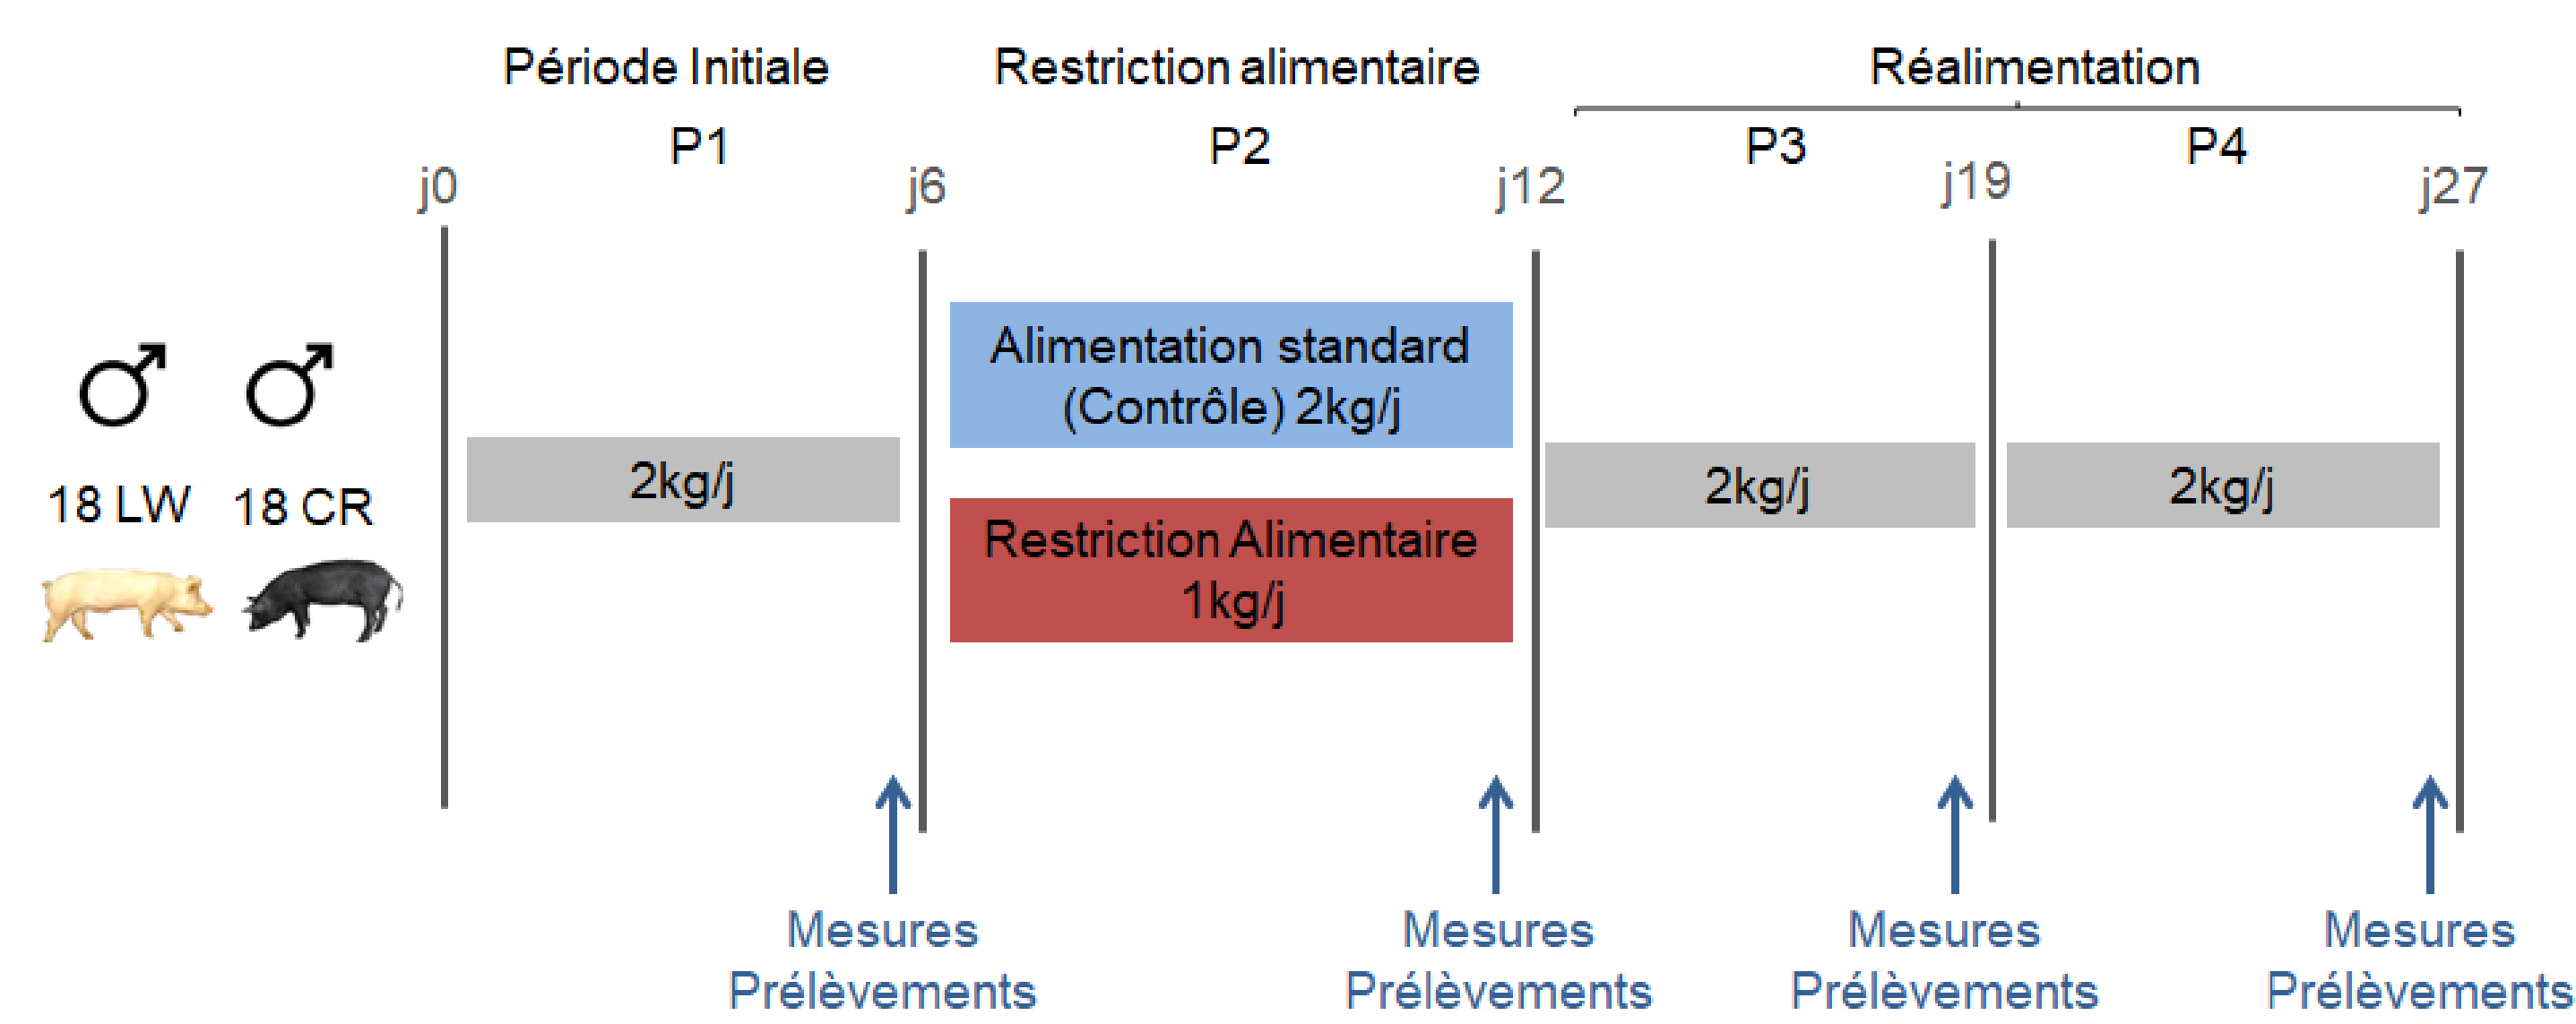 Période Initiale
Restriction alimentaire
Réalimentation
P1
P2
P3
P4
j0
j6
j12
j19
j27
Alimentation standard
(Contrôle) 2kg/j
2kg/j
2kg/j
2kg/j
18 LW
18 CR
Restriction Alimentaire
1kg/j
Mesures
Prélèvements
Mesures
Prélèvements
Mesures
Prélèvements
Mesures
Prélèvements